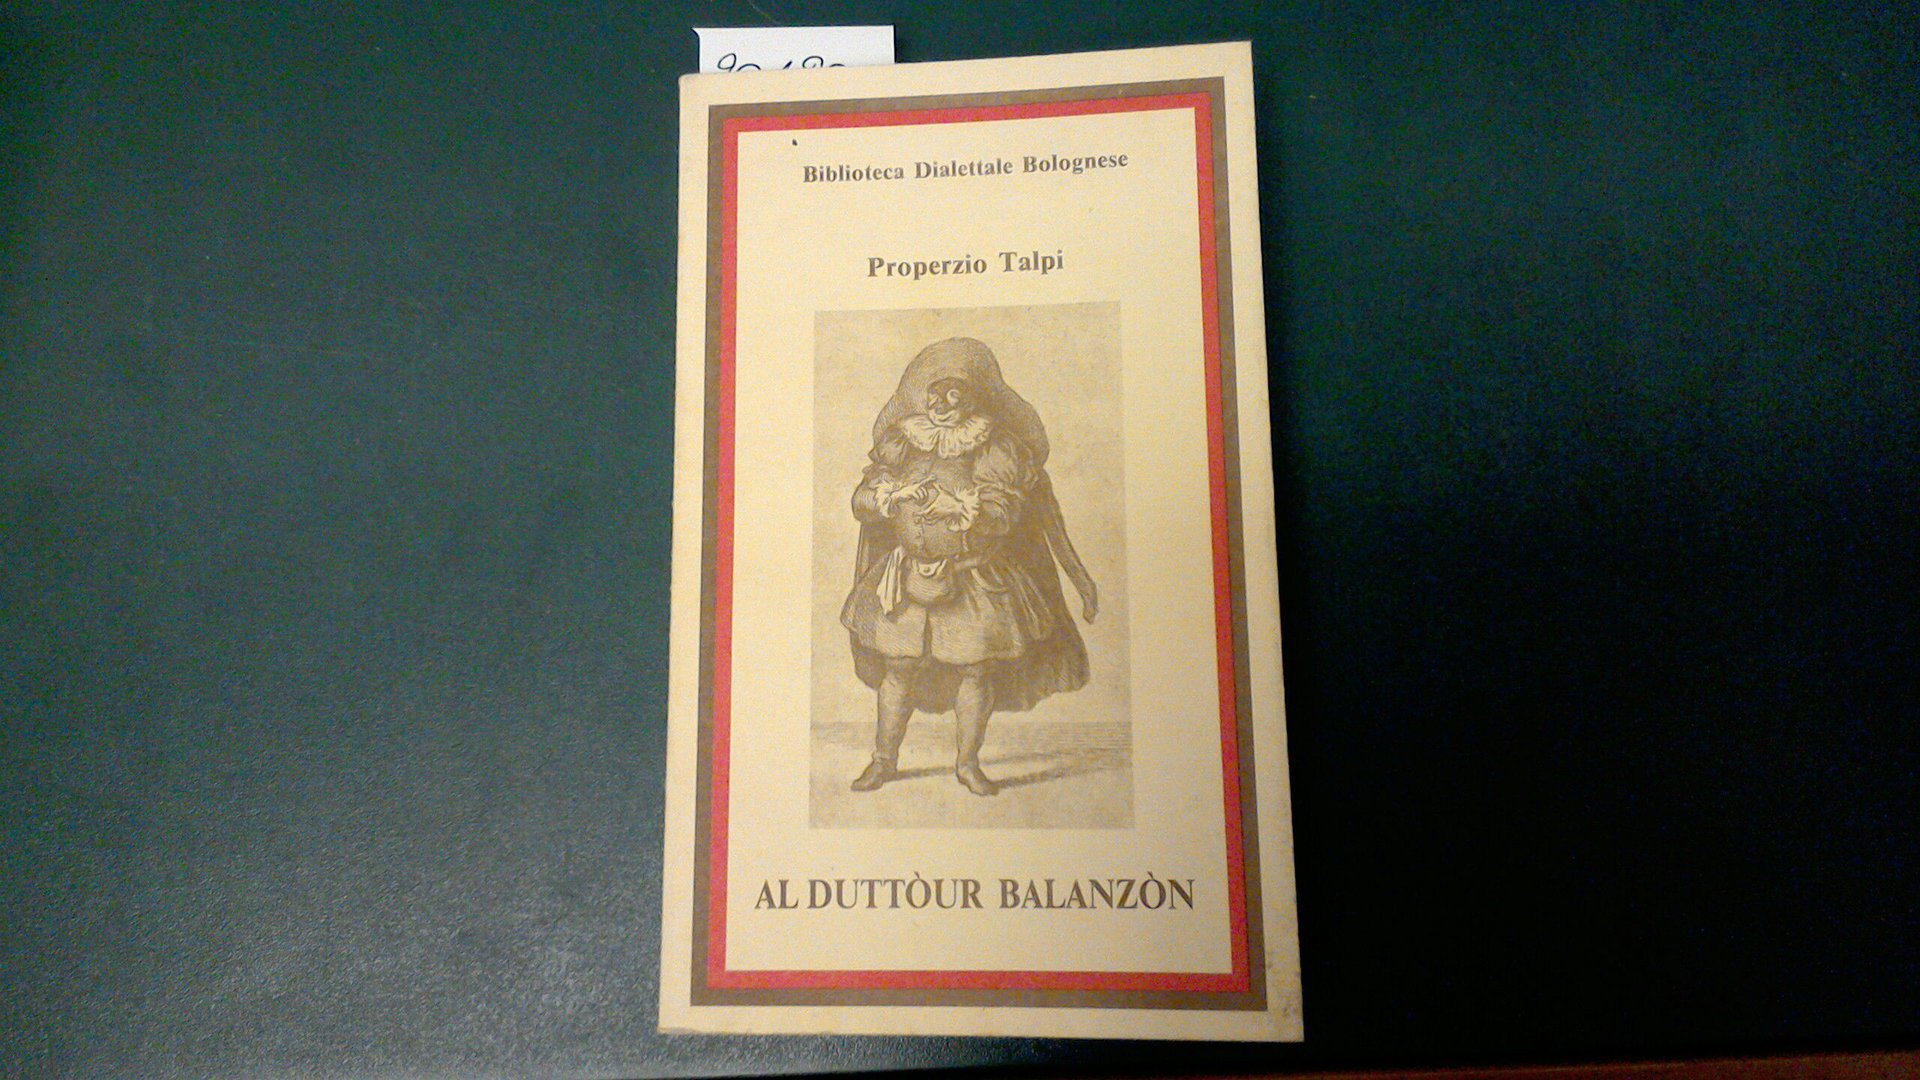 Biblioteca Dialettale Bolognese
Properzio Talpi
AL DUTTÒUR BALANZÒN